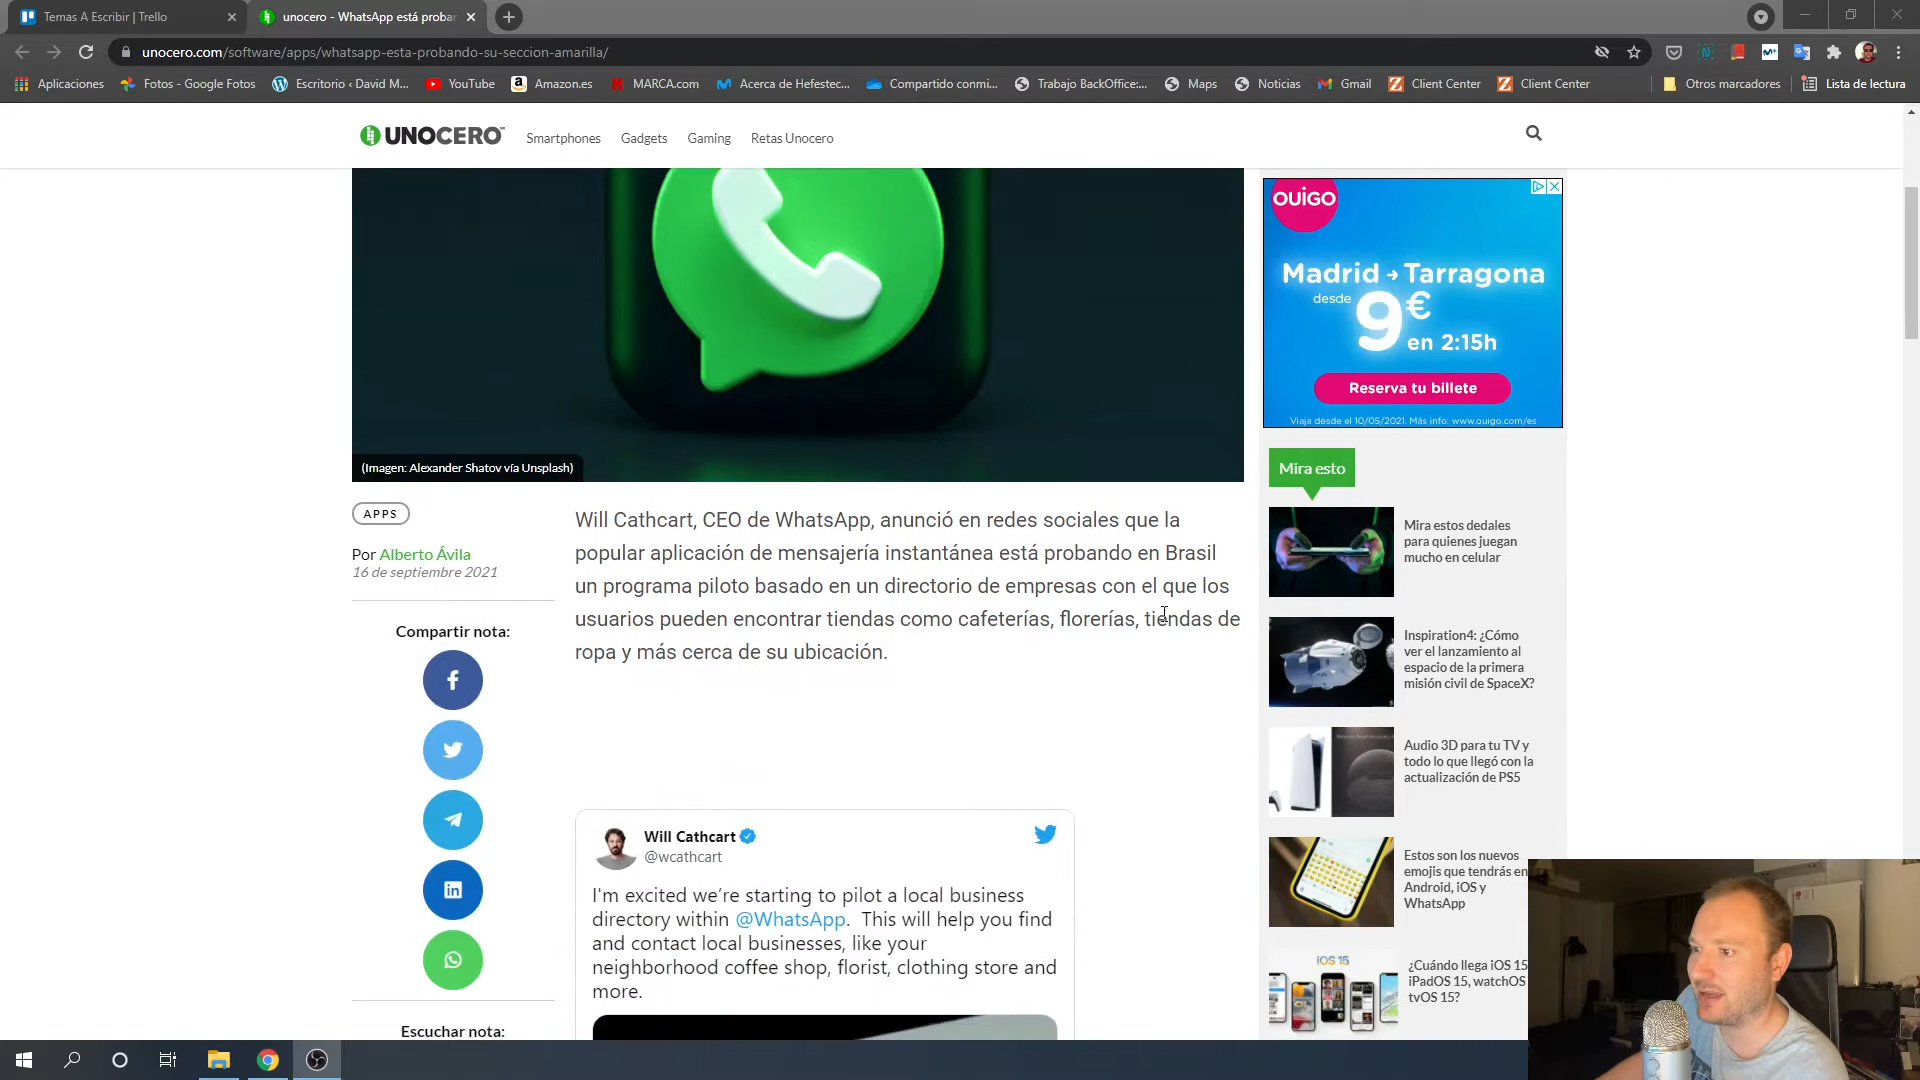 Temas A Escribir | Trello
unocero - WhatsApp está probar
unocero.com/software/apps/whatsapp-esta-probando-su-seccion-amarilla/
Aplicaciones
Fotos - Google Fotos
Escritorio ‹ David M...
YouTube
Amazon.es
MARCA.com
Acerca de Hefestec...
Compartido conmi...
Trabajo BackOffice:...
Maps
Noticias
Gmail
Client Center
Client Center
Otros marcadores
Lista de lectura
UNOCERO
Smartphones
Gadgets
Gaming
Retas Unocero
OUIGO
Madrid → Tarragona
desde
9€
en 2:15h
Reserva tu billete
Viaja desde el 10/05/2021. Más info: www.ouigo.com/es
(Imagen: Alexander Shatov vía Unsplash)
APPS
Por Alberto Ávila
16 de septiembre 2021
Compartir nota:
Escuchar nota:
Will Cathcart, CEO de WhatsApp, anunció en redes sociales que la
popular aplicación de mensajería instantánea está probando en Brasil
un programa piloto basado en un directorio de empresas con el que los
usuarios pueden encontrar tiendas como cafeterías, florerías, tiendas de
ropa y más cerca de su ubicación.
Will Cathcart
@wcathcart
I'm excited we're starting to pilot a local business
directory within @WhatsApp. This will help you find
and contact local businesses, like your
neighborhood coffee shop, florist, clothing store and
more.
Mira esto
Mira estos dedales
para quienes juegan
mucho en celular
Inspiration4: ¿Cómo
ver el lanzamiento al
espacio de la primera
misión civil de SpaceX?
Audio 3D para tu TV y
todo lo que llegó con la
actualización de PS5
Estos son los nuevos
emojis que tendrás en
Android, iOS y
WhatsApp
iOS 15
¿Cuándo llega iOS 15
iPadOS 15, watchOS
tvOS 15?